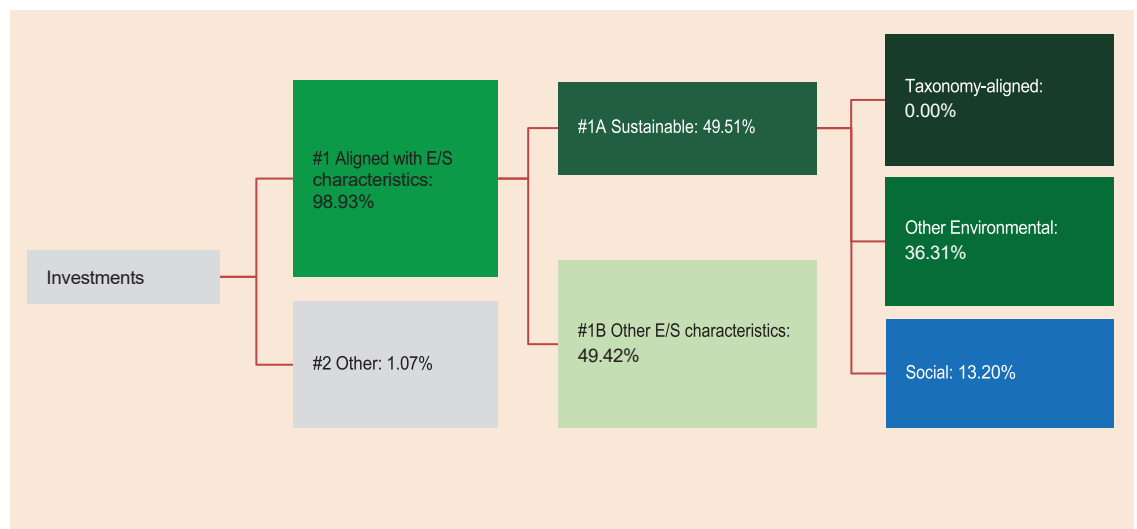 Investments
#1 Aligned with E/S
characteristics:
98.93%
#2 Other: 1.07%
#1A Sustainable: 49.51%
#1B Other E/S characteristics:
49.42%
Taxonomy-aligned:
0.00%
Other Environmental:
36.31%
Social: 13.20%